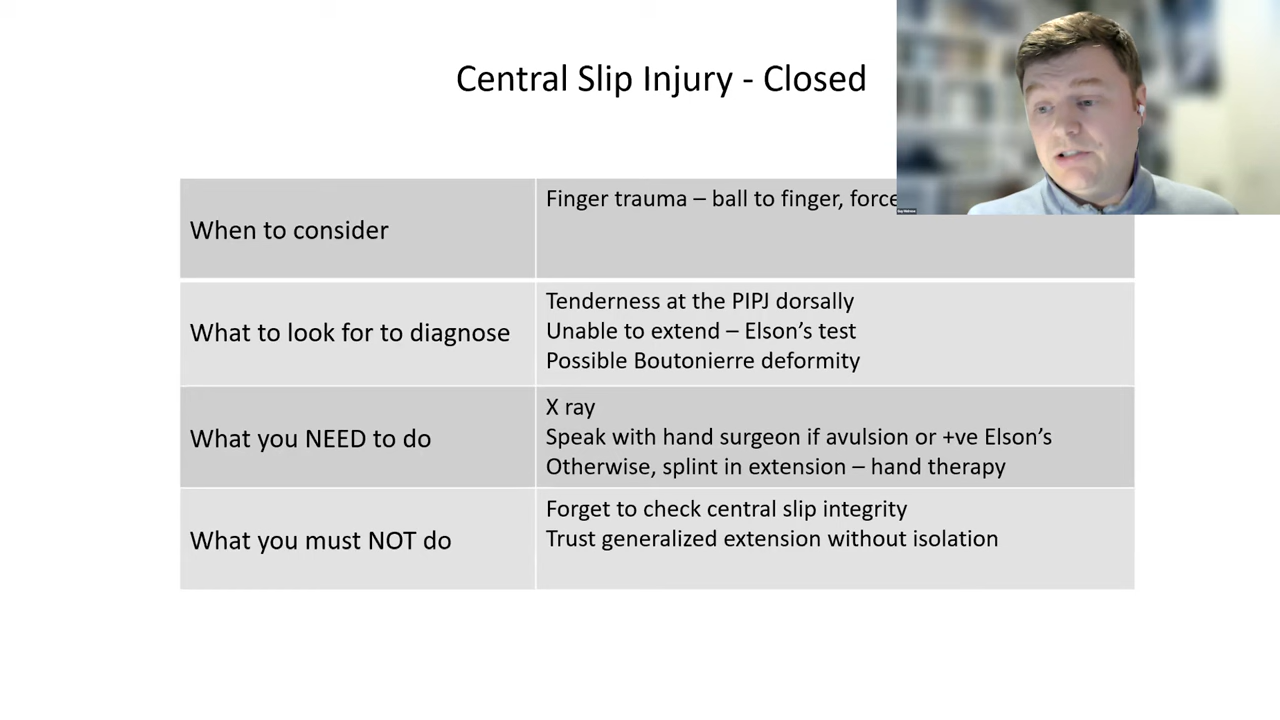 Central Slip Injury - Closed
When to consider
Finger trauma – ball to finger, force
What to look for to diagnose
Tenderness at the PIPJ dorsally
Unable to extend – Elson's test
Possible Boutonierre deformity
What you NEED to do
X ray
Speak with hand surgeon if avulsion or +ve Elson's
Otherwise, splint in extension – hand therapy
What you must NOT do
Forget to check central slip integrity
Trust generalized extension without isolation